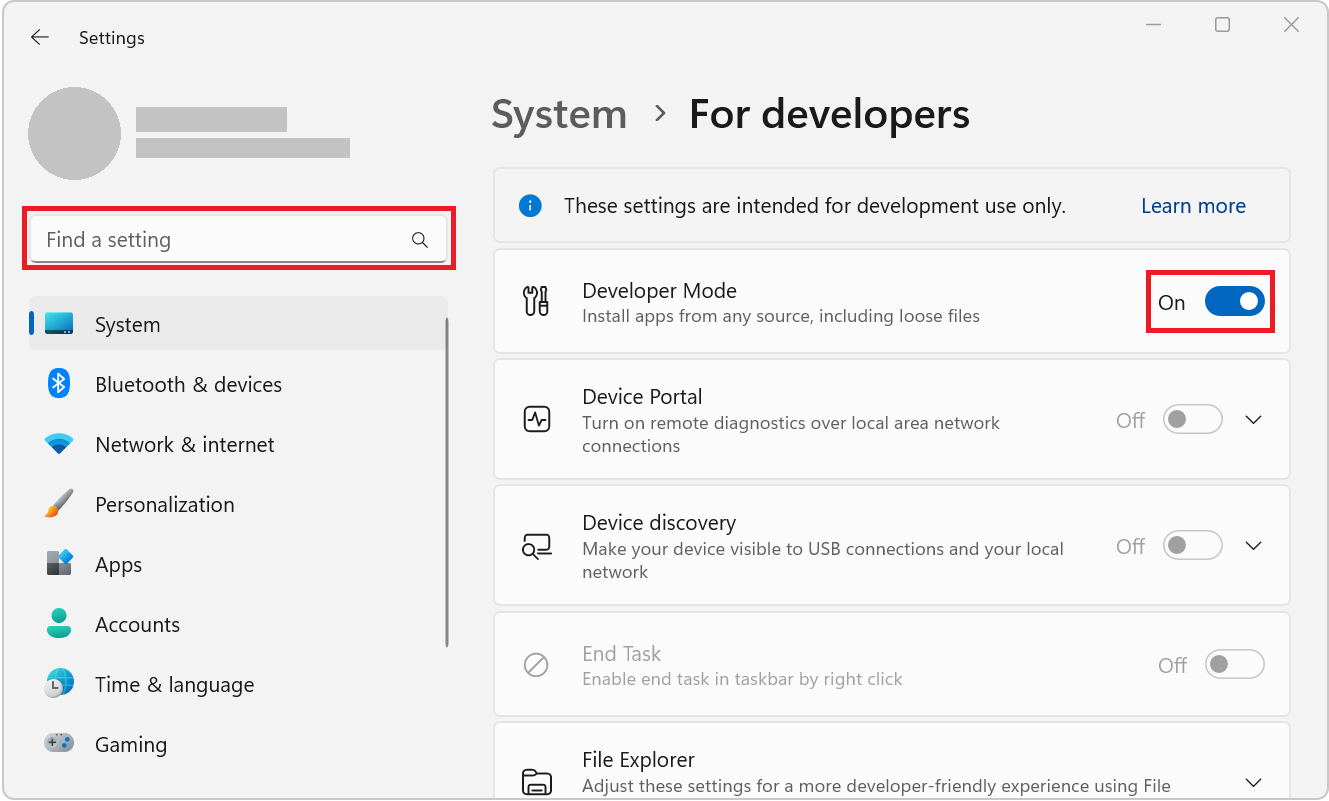 Settings
Find a setting
System
Bluetooth & devices
Network & internet
Personalization
Apps
Accounts
Time & language
Gaming
System > For developers
These settings are intended for development use only. Learn more
Developer Mode
Install apps from any source, including loose files
On
Device Portal
Turn on remote diagnostics over local area network
connections
Off
Device discovery
Make your device visible to USB connections and your local
network
Off
End Task
Enable end task in taskbar by right click
Off
File Explorer
Adjust these settings for a more developer-friendly experience using File